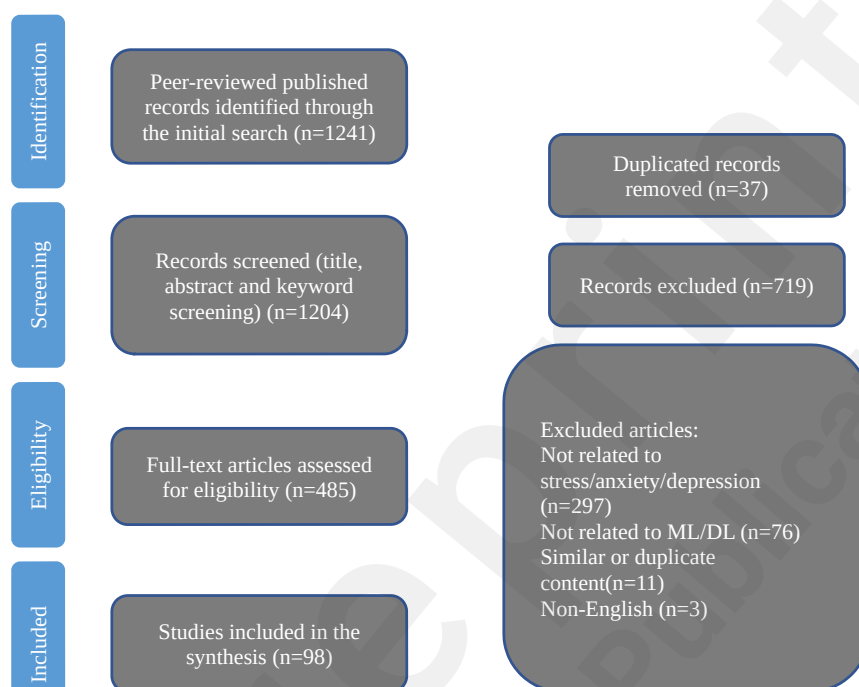 Identification
Peer-reviewed published
records identified through
the initial search (n=1241)
Duplicated records
removed (n=37)
Screening
Records screened (title,
abstract and keyword
screening) (n=1204)
Records excluded (n=719)
Eligibility
Full-text articles assessed
for eligibility (n=485)
Excluded articles:
Not related to
stress/anxiety/depression
(n=297)
Not related to ML/DL (n=76)
Similar or duplicate
content(n=11)
Non-English (n=3)
Included
Studies included in the
synthesis (n=98)